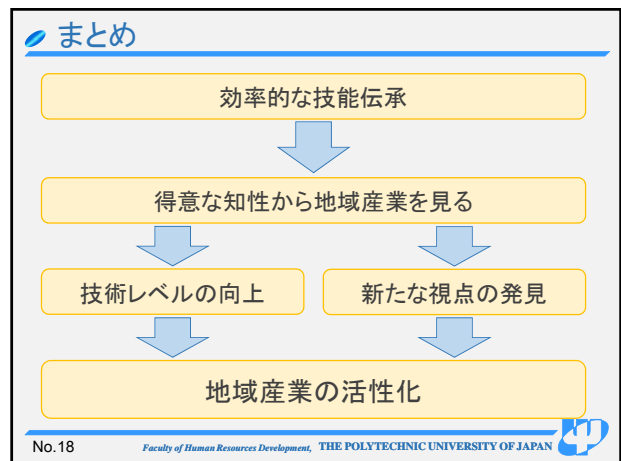 まとめ
効率的な技能伝承
得意な知性から地域産業を見る
技術レベルの向上
新たな視点の発見
地域産業の活性化
No.18 Faculty of Human Resources Development, THE POLYTECHNIC UNIVERSITY OF JAPAN